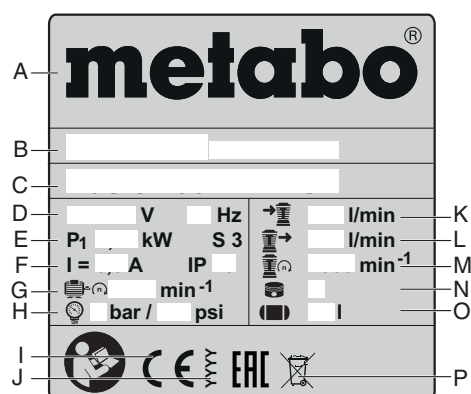 A metabo ®
B
C
D V Hz l/min K
E P1 kW S 3 l/min L
F I = A IP min-1 M
G n min-1 N
H bar / psi l O
I
J CE EAC P